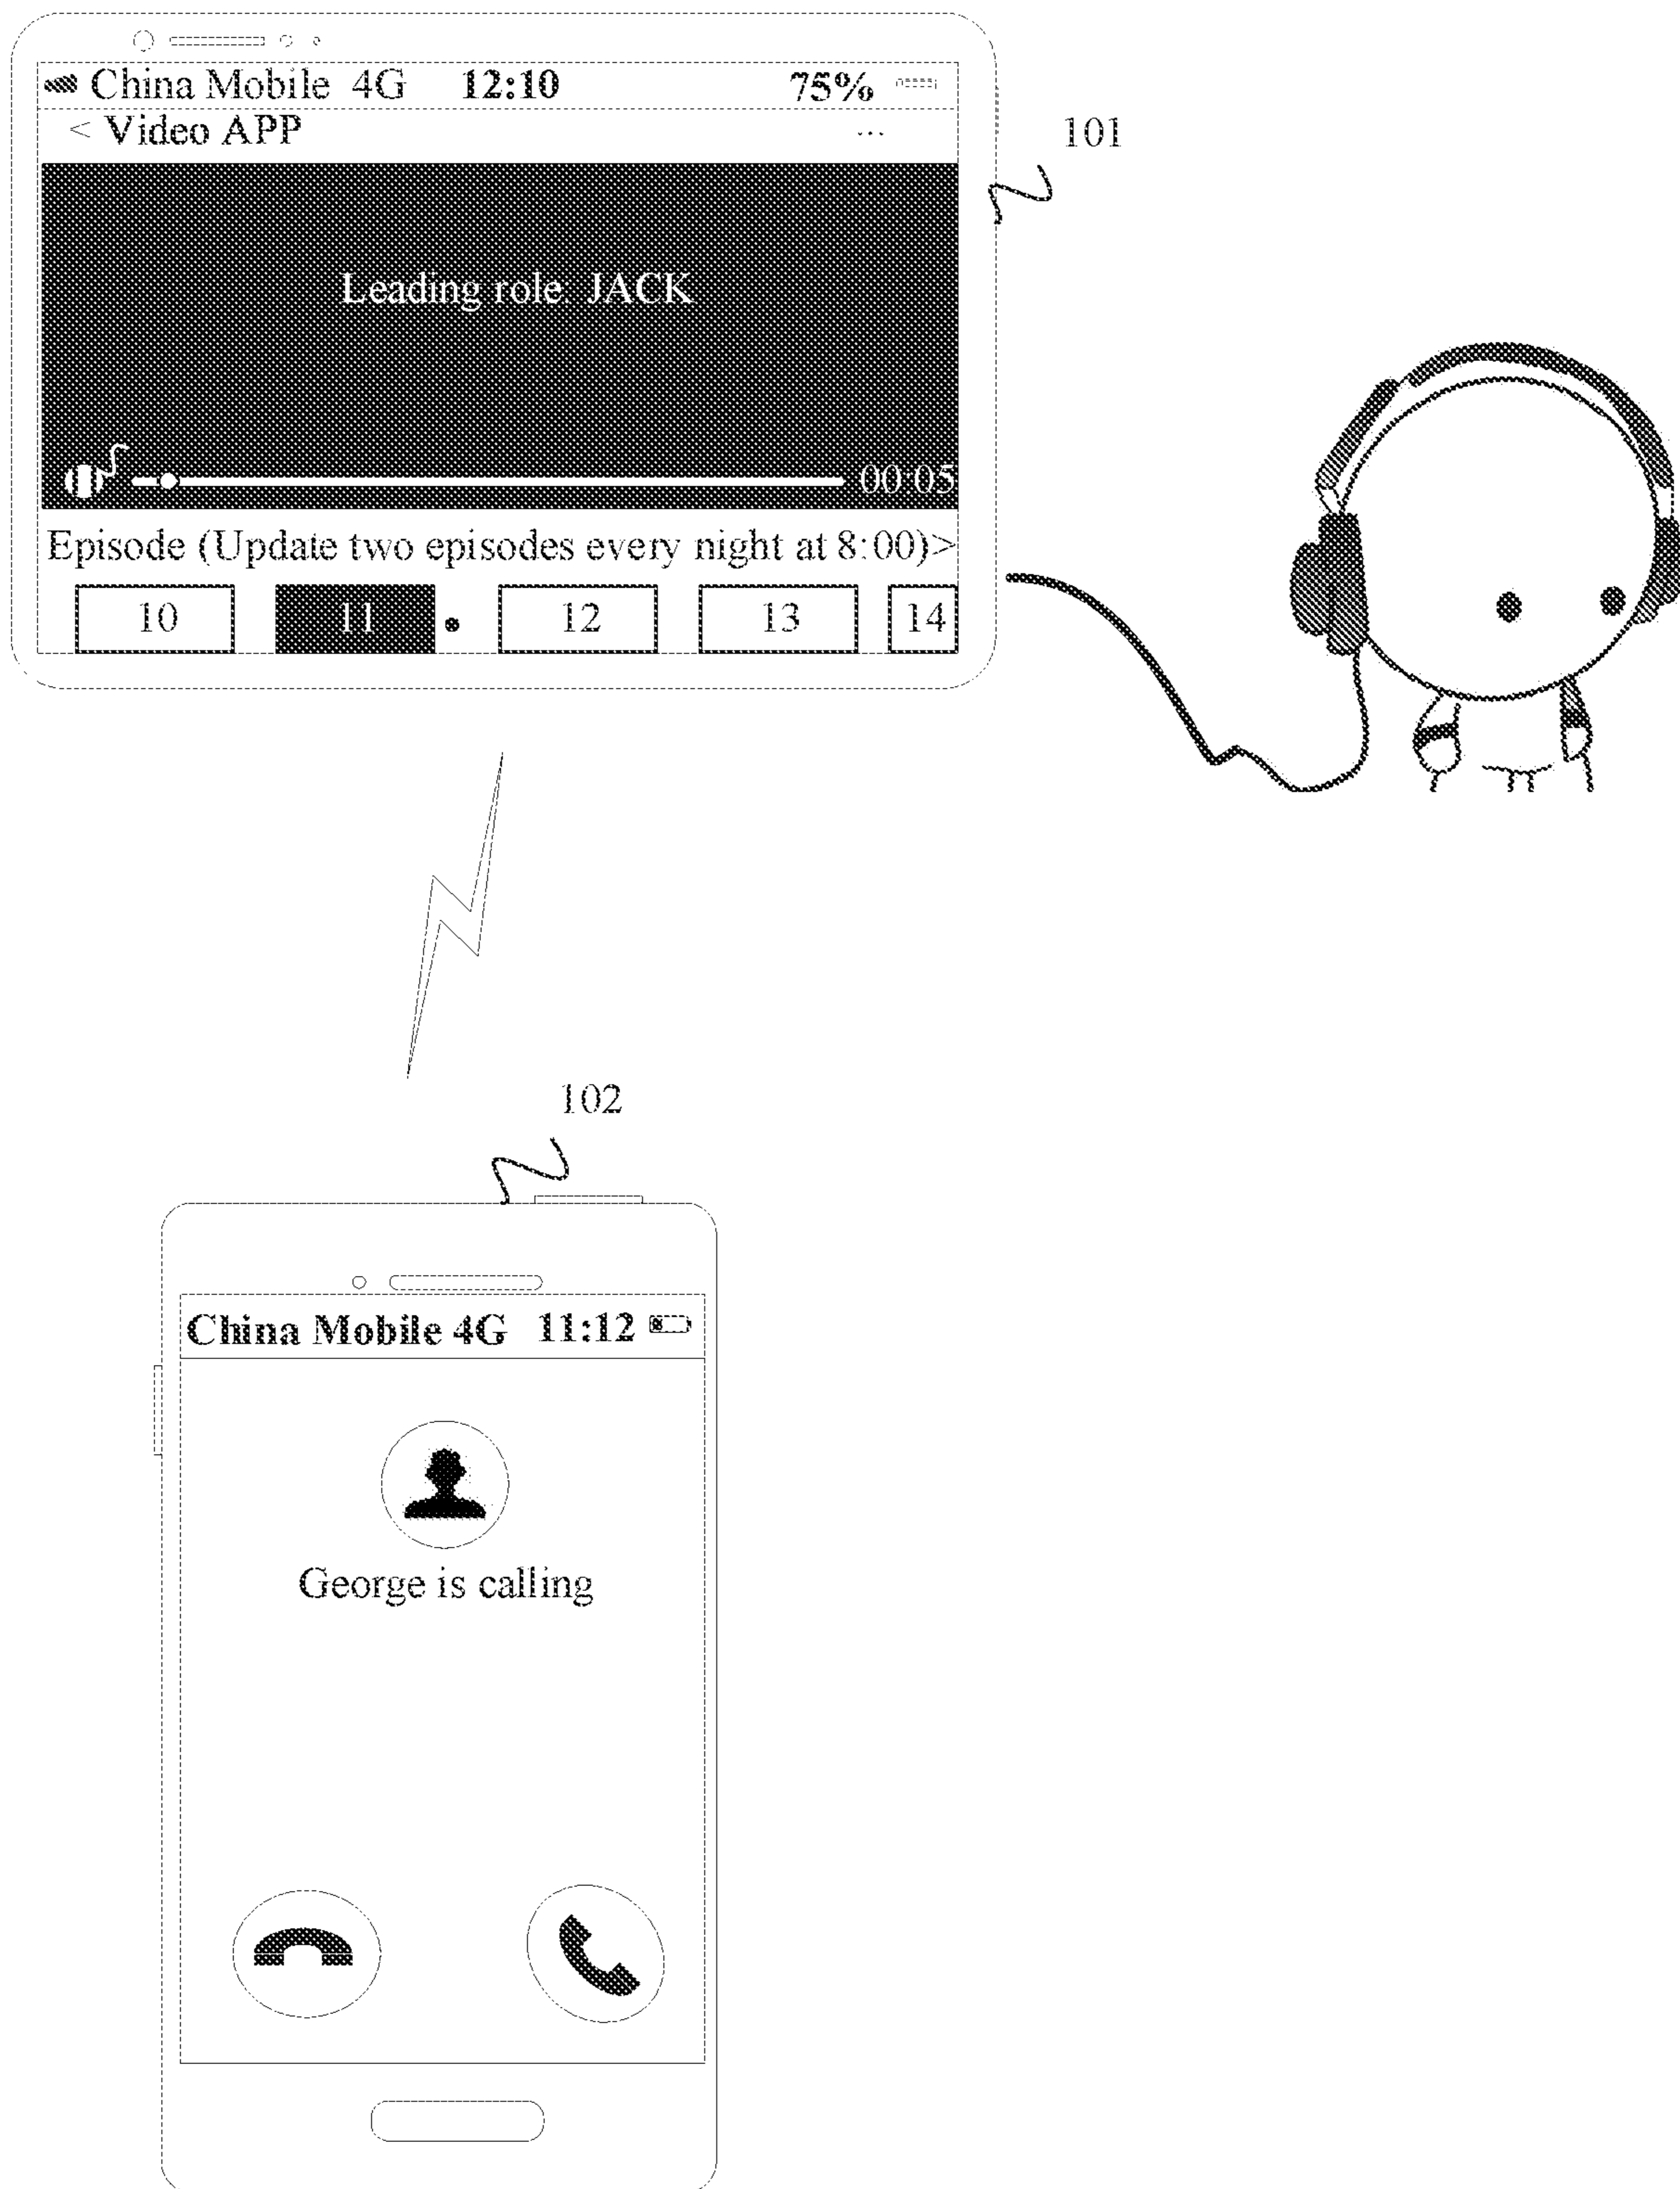 China Mobile 4G 12:10 75%
< Video APP ...
101
Leading role: JACK
00:05
Episode (Update two episodes every night at 8:00)>
10 11 12 13 14
102
China Mobile 4G 11:12
George is calling